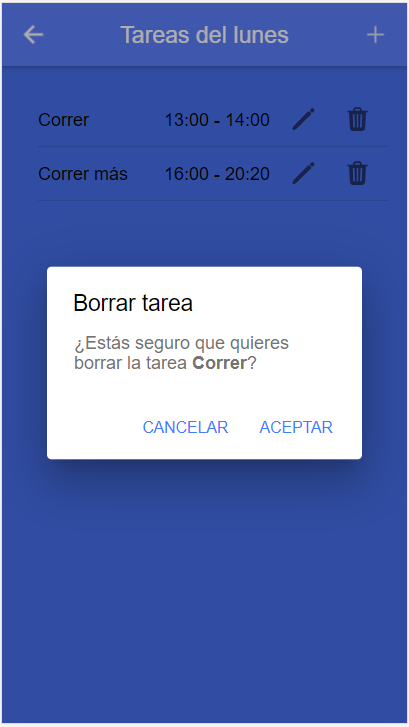 Tareas del lunes
Correr 13:00 - 14:00
Correr más 16:00 - 20:20
Borrar tarea
¿Estás seguro que quieres
borrar la tarea Correr?
CANCELAR ACEPTAR